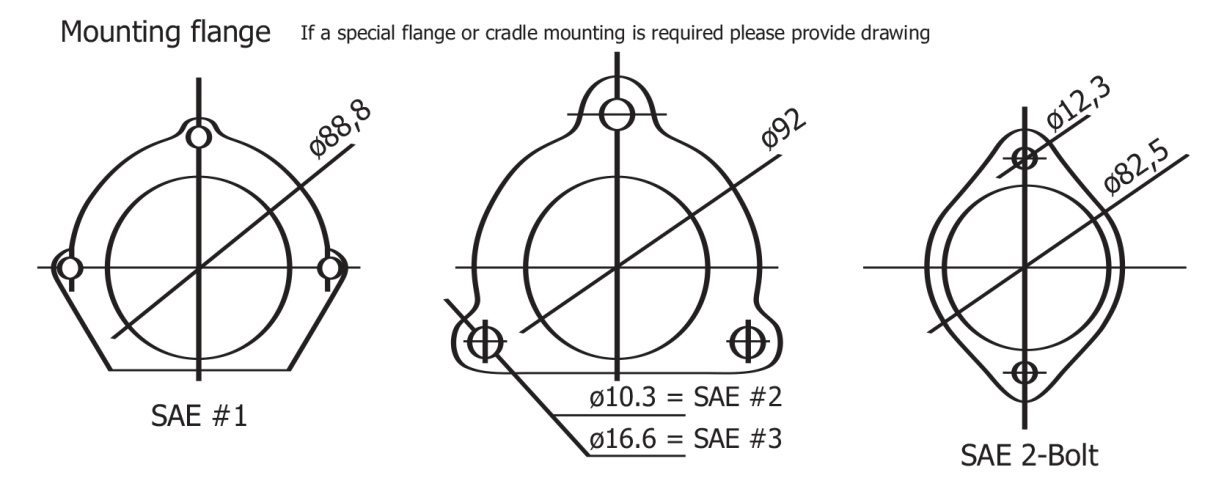 Mounting flange If a special flange or cradle mounting is required please provide drawing
ø88,8
SAE #1
ø92
ø10.3 = SAE #2
ø16.6 = SAE #3
ø12,3
ø82,5
SAE 2-Bolt